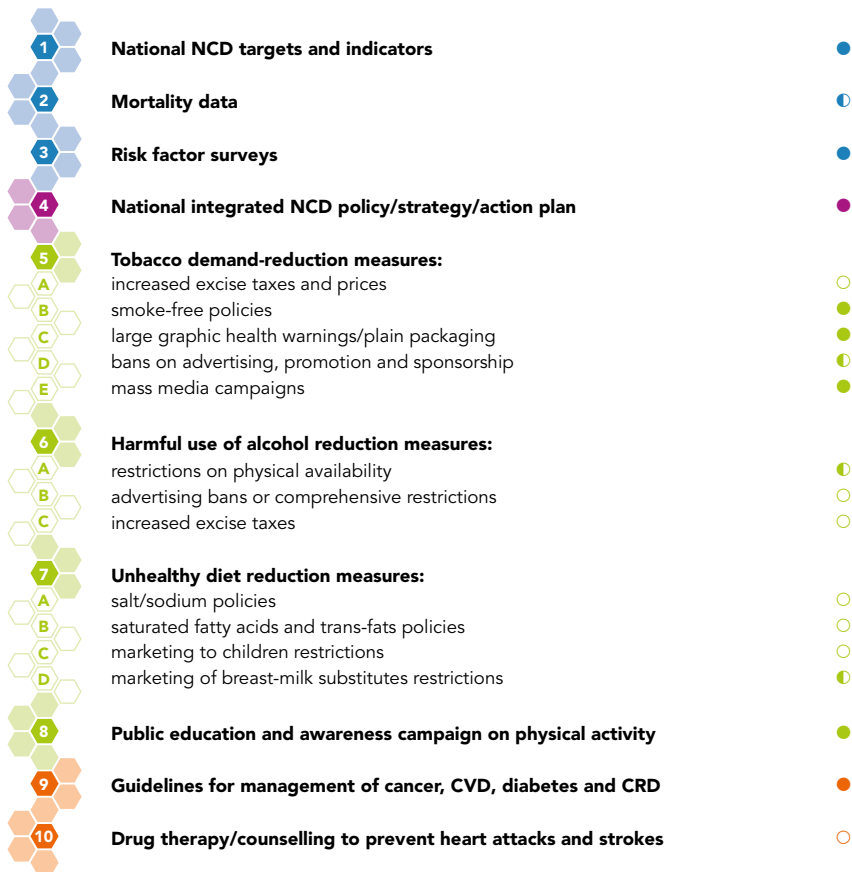 1 National NCD targets and indicators
2 Mortality data
3 Risk factor surveys
4 National integrated NCD policy/strategy/action plan
5 Tobacco demand-reduction measures:
A increased excise taxes and prices
B smoke-free policies
C large graphic health warnings/plain packaging
D bans on advertising, promotion and sponsorship
E mass media campaigns
6 Harmful use of alcohol reduction measures:
A restrictions on physical availability
B advertising bans or comprehensive restrictions
C increased excise taxes
7 Unhealthy diet reduction measures:
A salt/sodium policies
B saturated fatty acids and trans-fats policies
C marketing to children restrictions
D marketing of breast-milk substitutes restrictions
8 Public education and awareness campaign on physical activity
9 Guidelines for management of cancer, CVD, diabetes and CRD
10 Drug therapy/counselling to prevent heart attacks and strokes